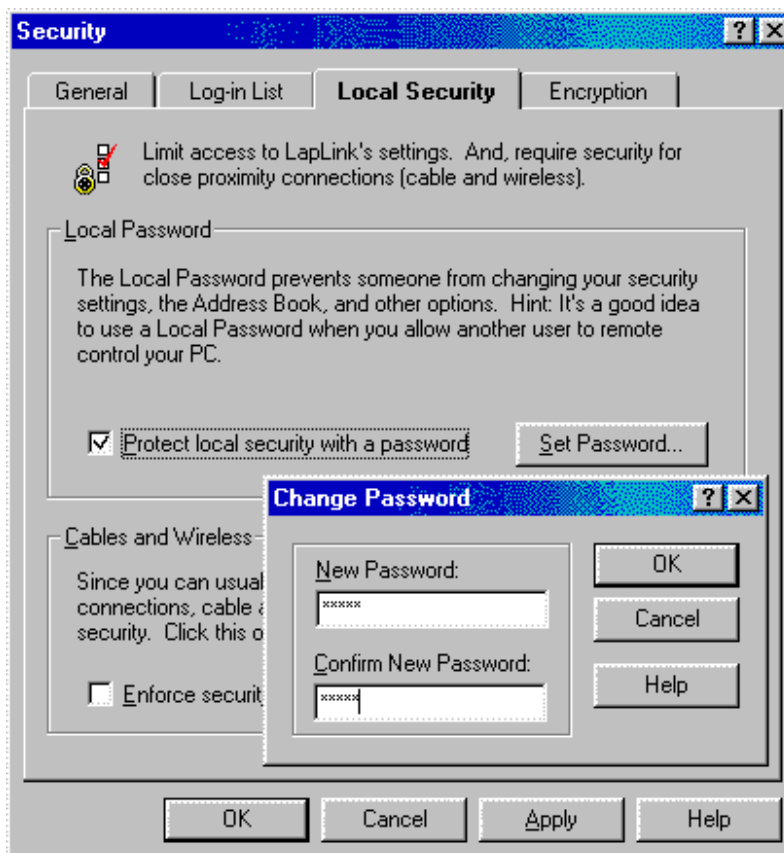 Security
General
Log-in List
Local Security
Encryption
Limit access to LapLink's settings. And, require security for
close proximity connections (cable and wireless).
Local Password
The Local Password prevents someone from changing your security
settings, the Address Book, and other options. Hint: It's a good idea
to use a Local Password when you allow another user to remote
control your PC.
Protect local security with a password
Set Password...
Cables and Wireless
Since you can usual
connections, cable a
security. Click this o
Enforce securit
Change Password
New Password:
*****
Confirm New Password:
*****
OK
Cancel
Help
OK
Cancel
Apply
Help